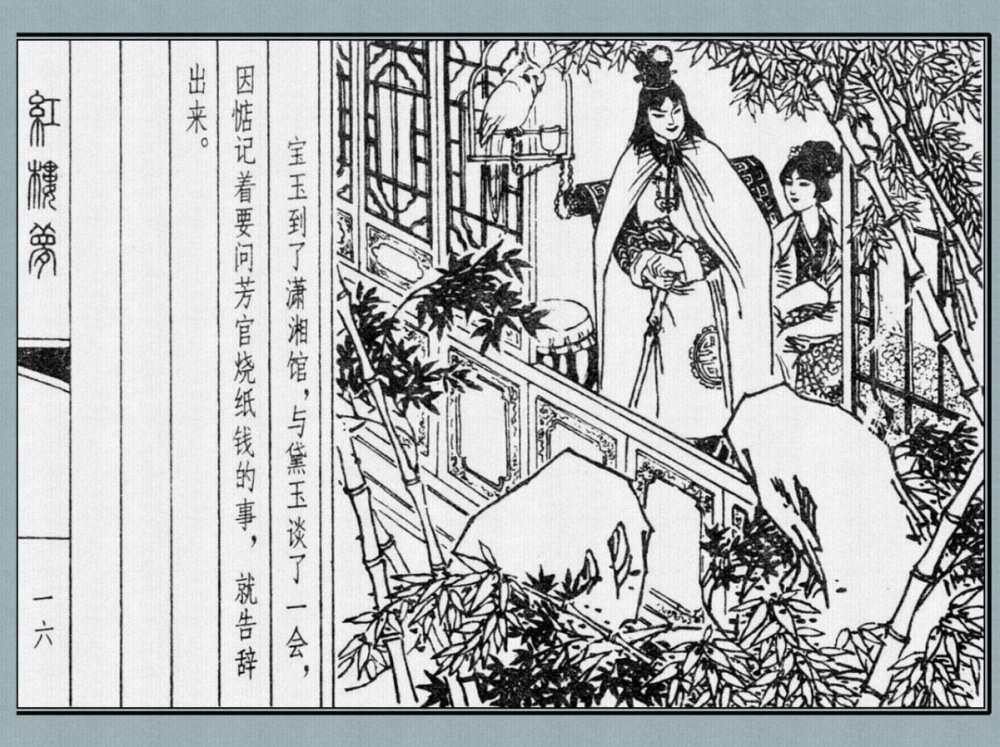 宝玉到了潇湘馆，与黛玉谈了一会，
因惦记着要问芳官烧纸钱的事，就告辞
出来。
紅樓夢
一六